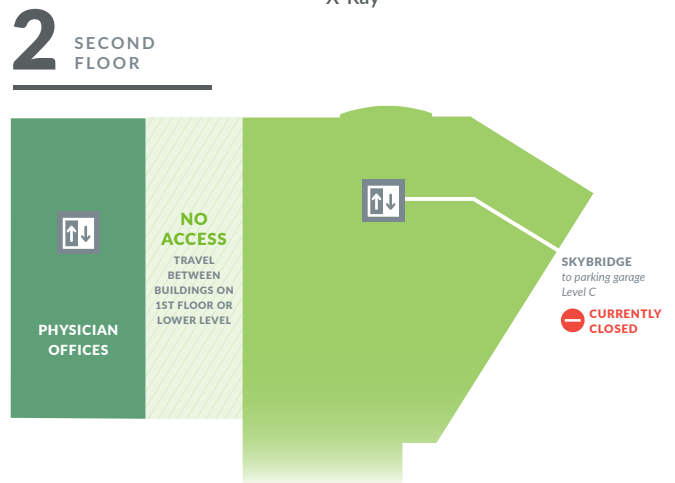 X-Ray
2 SECOND
FLOOR
NO
ACCESS
TRAVEL
BETWEEN
BUILDINGS ON
1ST FLOOR OR
LOWER LEVEL
PHYSICIAN
OFFICES
SKYBRIDGE
to parking garage
Level C
CURRENTLY
CLOSED